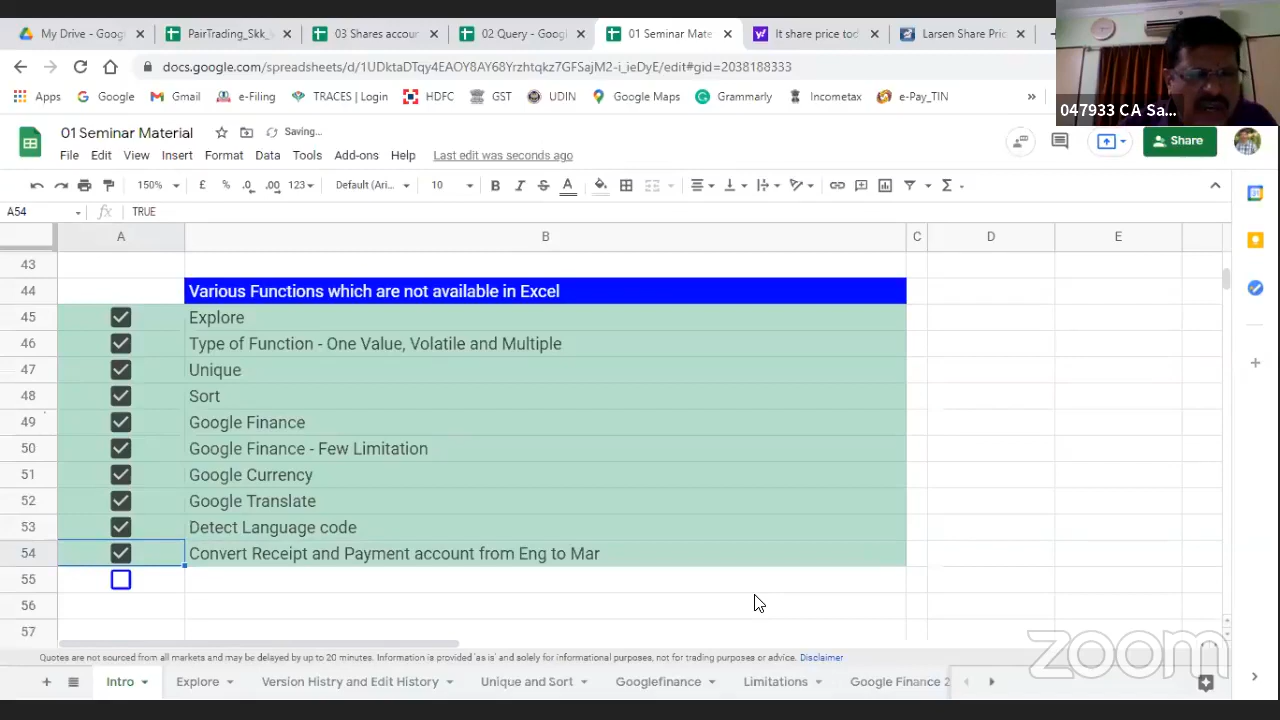 My Drive - Goog
PairTrading_Skk_
03 Shares accou
02 Query - Goog
01 Seminar Mate
It share price tod
Larsen Share Pric
docs.google.com/spreadsheets/d/1UDktaDTqy4EAOY8AY68Yrzhtqkz7GFSajM2-i_ieDyE/edit#gid=2038188333
Apps
Google
Gmail
e-Filing
TRACES | Login
HDFC
GST
UDIN
Google Maps
Grammarly
Incometax
e-Pay_TIN
»
047933 CA Sa...
01 Seminar Material
Saving...
File Edit View Insert Format Data Tools Add-ons Help Last edit was seconds ago
Share
150% £ % .0 .00 123 Default (Ari... 10 B I S A Σ
A54 fx TRUE
A B C D E
43
44 Various Functions which are not available in Excel
45 Explore
46 Type of Function - One Value, Volatile and Multiple
47 Unique
48 Sort
49 Google Finance
50 Google Finance - Few Limitation
51 Google Currency
52 Google Translate
53 Detect Language code
54 Convert Receipt and Payment account from Eng to Mar
55
56
57
zoom
Quotes are not sourced from all markets and may be delayed by up to 20 minutes. Information is provided 'as is' and solely for informational purposes, not for trading purposes or advice. Disclaimer
Intro Explore Version Histry and Edit History Unique and Sort Googlefinance Limitations Google Finance 2